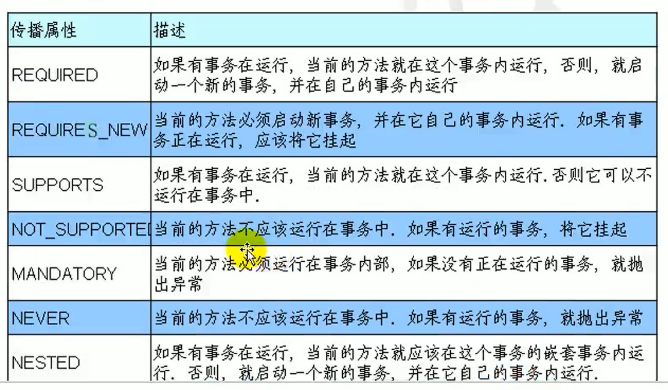 传播属性 描述
REQUIRED
如果有事务在运行, 当前的方法就在这个事务内运行, 否则, 就启
动一个新的事务, 并在自己的事务内运行
REQUIRES_NEW
当前的方法必须启动新事务, 并在它自己的事务内运行. 如果有事
务正在运行, 应该将它挂起
SUPPORTS
如果有事务在运行, 当前的方法就在这个事务内运行. 否则它可以不
运行在事务中.
NOT_SUPPORTED
当前的方法不应该运行在事务中. 如果有运行的事务, 将它挂起
MANDATORY
当前的方法必须运行在事务内部, 如果没有正在运行的事务, 就抛
出异常
NEVER
当前的方法不应该运行在事务中. 如果有运行的事务, 就抛出异常
NESTED
如果有事务在运行, 当前的方法就应该在这个事务的嵌套事务内运
行. 否则, 就启动一个新的事务, 并在它自己的事务内运行.